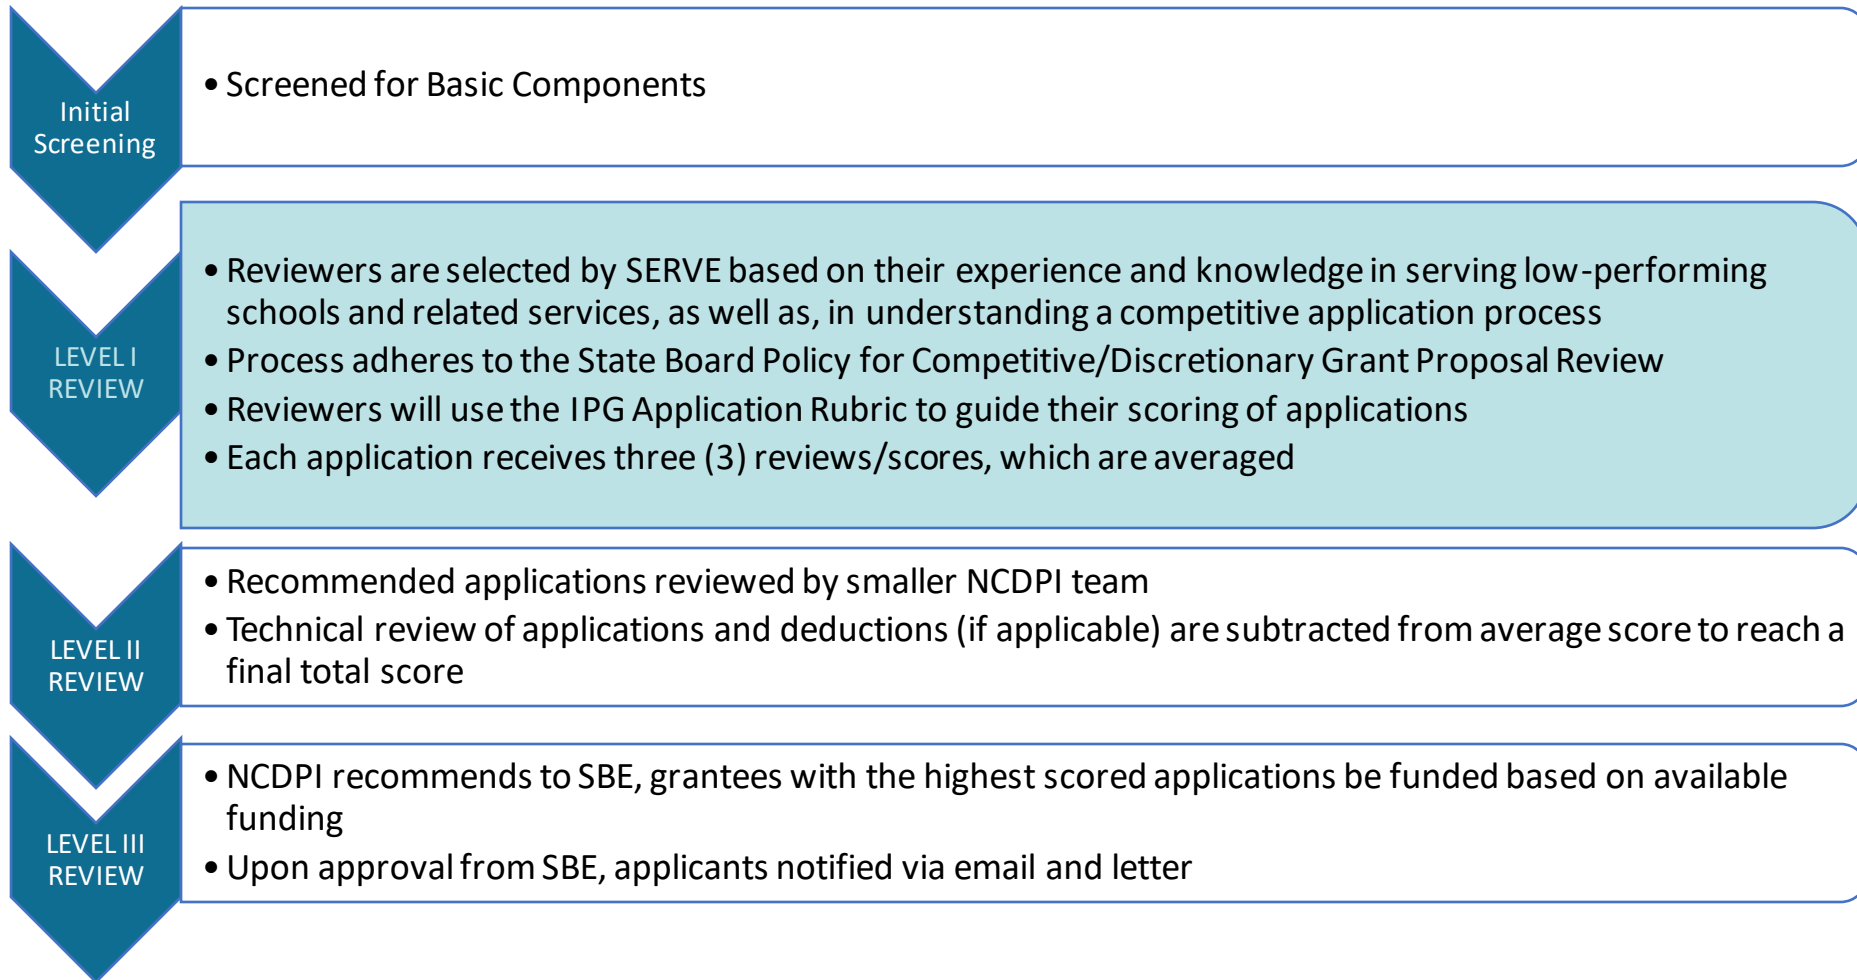 Initial
Screening
• Screened for Basic Components
LEVEL I
REVIEW
• Reviewers are selected by SERVE based on their experience and knowledge in serving low-performing
schools and related services, as well as, in understanding a competitive application process
• Process adheres to the State Board Policy for Competitive/Discretionary Grant Proposal Review
• Reviewers will use the IPG Application Rubric to guide their scoring of applications
• Each application receives three (3) reviews/scores, which are averaged
LEVEL II
REVIEW
• Recommended applications reviewed by smaller NCDPI team
• Technical review of applications and deductions (if applicable) are subtracted from average score to reach a
final total score
LEVEL III
REVIEW
• NCDPI recommends to SBE, grantees with the highest scored applications be funded based on available
funding
• Upon approval from SBE, applicants notified via email and letter